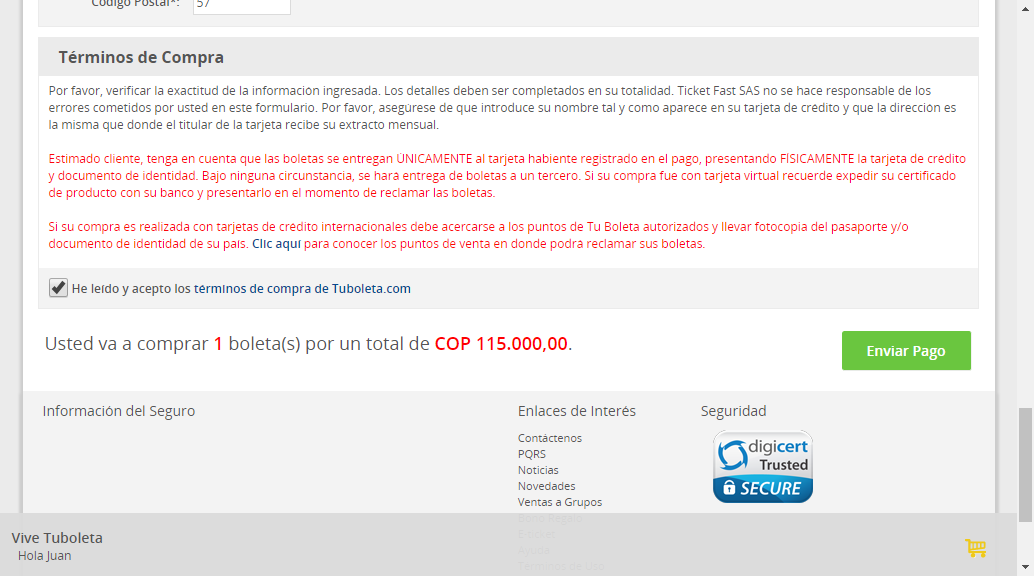 Código Postal*:
57
Términos de Compra
Por favor, verificar la exactitud de la información ingresada. Los detalles deben ser completados en su totalidad. Ticket Fast SAS no se hace responsable de los
errores cometidos por usted en este formulario. Por favor, asegúrese de que introduce su nombre tal y como aparece en su tarjeta de crédito y que la dirección es
la misma que donde el titular de la tarjeta recibe su extracto mensual.
Estimado cliente, tenga en cuenta que las boletas se entregan ÚNICAMENTE al tarjeta habiente registrado en el pago, presentando FÍSICAMENTE la tarjeta de crédito
y documento de identidad. Bajo ninguna circunstancia, se hará entrega de boletas a un tercero. Si su compra fue con tarjeta virtual recuerde expedir su certificado
de producto con su banco y presentarlo en el momento de reclamar las boletas.
Si su compra es realizada con tarjetas de crédito internacionales debe acercarse a los puntos de Tu Boleta autorizados y llevar fotocopia del pasaporte y/o
documento de identidad de su país. Clic aquí para conocer los puntos de venta en donde podrá reclamar sus boletas.
He leído y acepto los términos de compra de Tuboleta.com
Usted va a comprar 1 boleta(s) por un total de COP 115.000,00.
Enviar Pago
Información del Seguro
Enlaces de Interés
Contáctenos
PQRS
Noticias
Novedades
Ventas a Grupos
Seguridad
digicert
Trusted
SECURE
Vive Tuboleta
Hola Juan